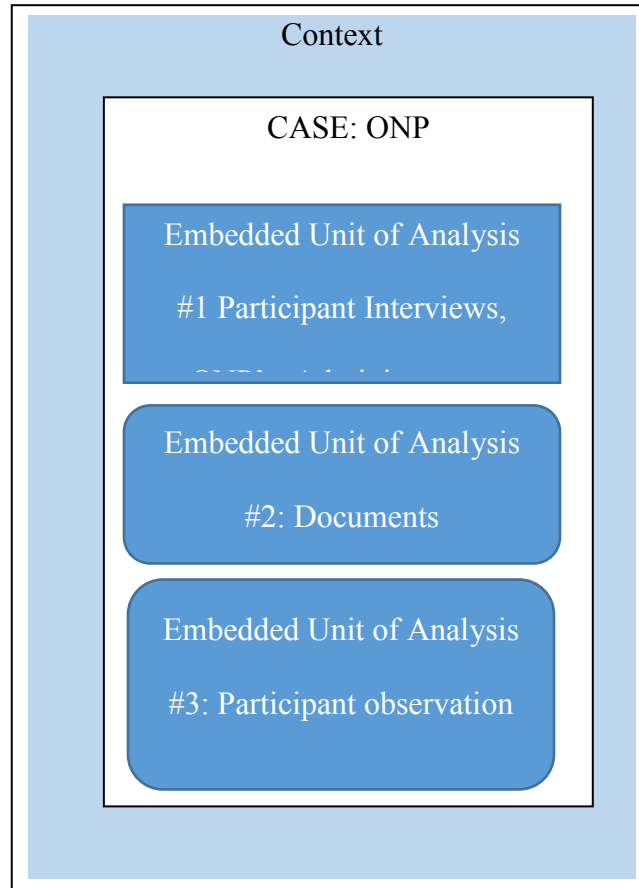 Context
CASE: ONP
Embedded Unit of Analysis
#1 Participant Interviews,
Embedded Unit of Analysis
#2: Documents
Embedded Unit of Analysis
#3: Participant observation